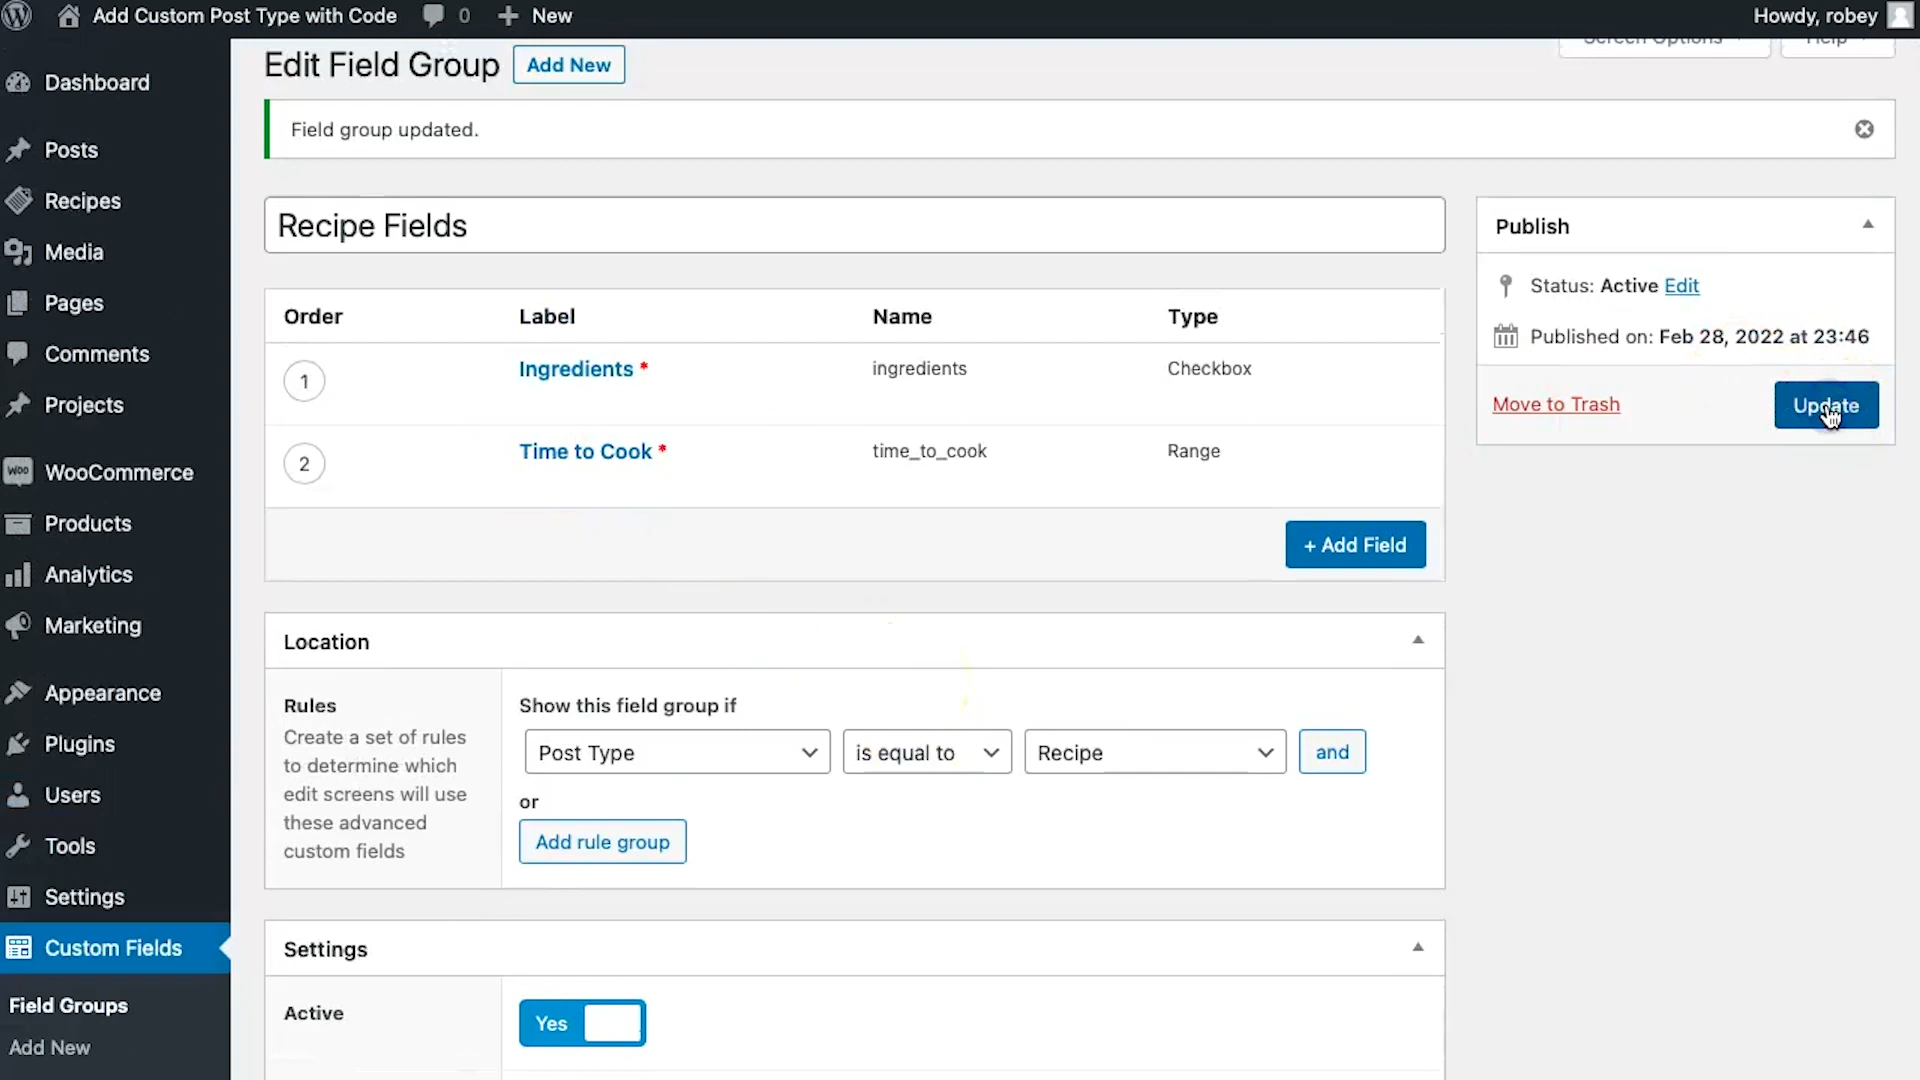 Add Custom Post Type with Code 0 New Howdy, robey
Screen Options Help
Edit Field Group Add New
Dashboard
Posts
Recipes
Media
Pages
Comments
Projects
WOO WooCommerce
Products
Analytics
Marketing
Appearance
Plugins
Users
Tools
Settings
Custom Fields
Field Groups
Add New
Field group updated.
Recipe Fields
Order Label Name Type
1 Ingredients * ingredients Checkbox
2 Time to Cook * time_to_cook Range
+ Add Field
Publish
Status: Active Edit
Published on: Feb 28, 2022 at 23:46
Move to Trash Update
Location
Rules
Create a set of rules
to determine which
edit screens will use
these advanced
custom fields
Show this field group if
Post Type is equal to Recipe and
or
Add rule group
Settings
Active Yes